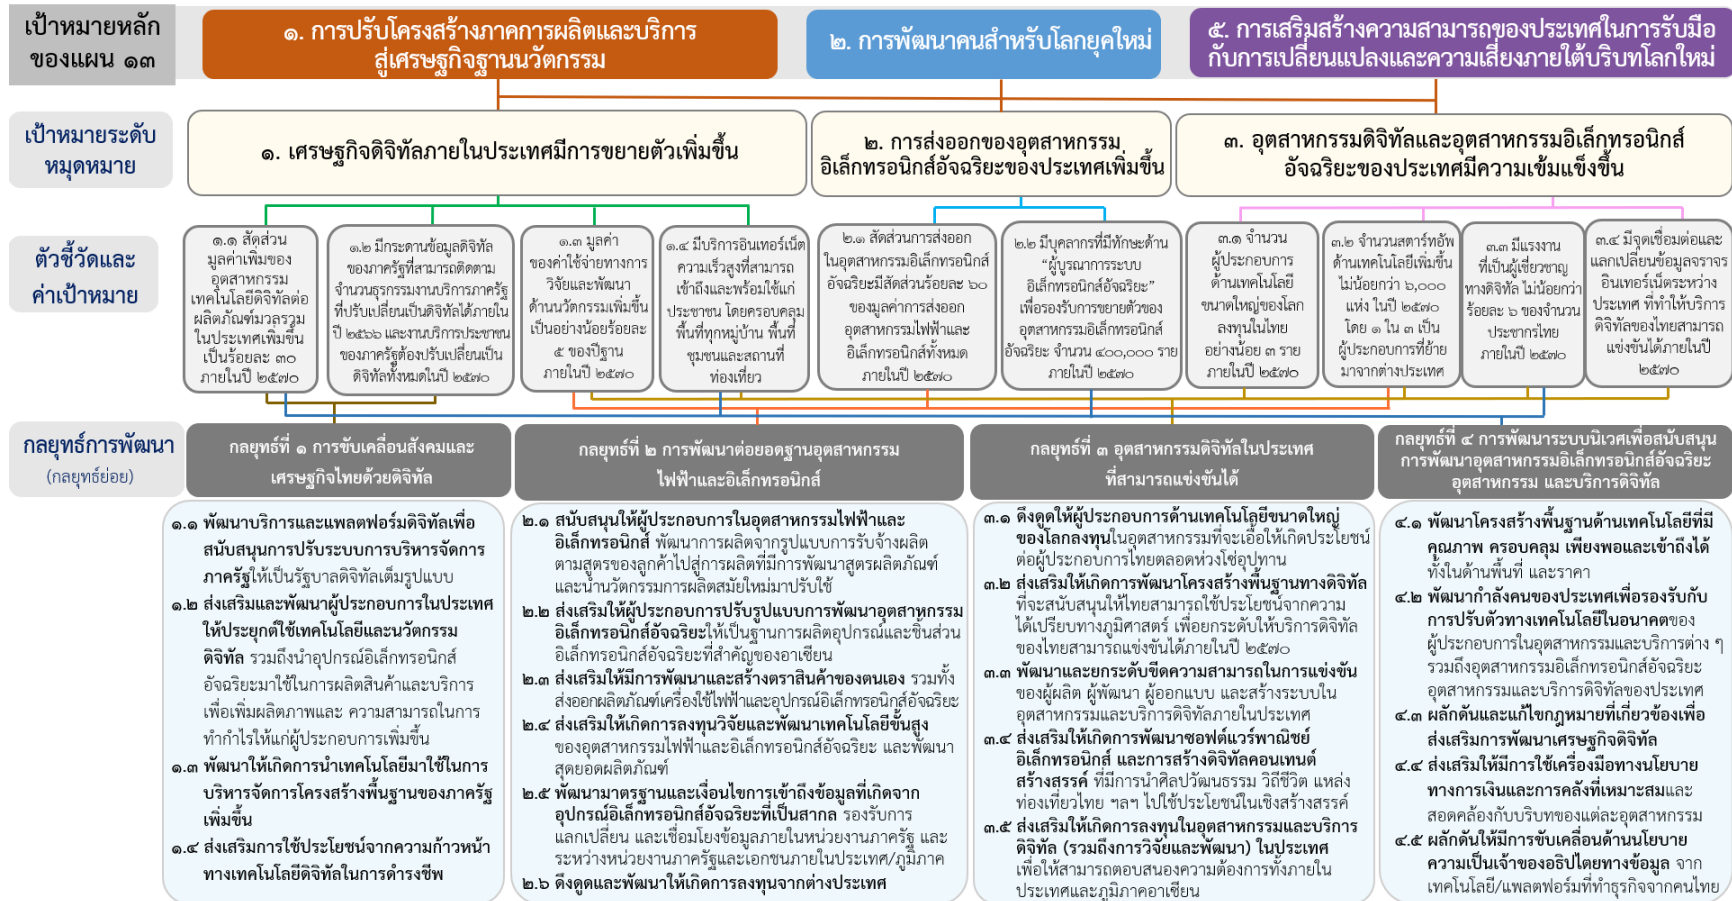 เป้าหมายหลัก
ของแผน ๑๓
๑. การปรับโครงสร้างภาคการผลิตและบริการ
สู่เศรษฐกิจฐานนวัตกรรม
๒. การพัฒนาคนสำหรับโลกยุคใหม่
๕. การเสริมสร้างความสามารถของประเทศในการรับมือ
กับการเปลี่ยนแปลงและความเสี่ยงภายใต้บริบทโลกใหม่
เป้าหมายระดับ
หมุดหมาย
๑. เศรษฐกิจดิจิทัลภายในประเทศมีการขยายตัวเพิ่มขึ้น
๒. การส่งออกของอุตสาหกรรม
อิเล็กทรอนิกส์อัจฉริยะของประเทศเพิ่มขึ้น
๓. อุตสาหกรรมดิจิทัลและอุตสาหกรรมอิเล็กทรอนิกส์
อัจฉริยะของประเทศมีความเข้มแข็งขึ้น
ตัวชี้วัดและ
ค่าเป้าหมาย
๑.๑ สัดส่วน
มูลค่าเพิ่มของ
อุตสาหกรรม
เทคโนโลยีดิจิทัลต่อ
ผลิตภัณฑ์มวลรวม
ในประเทศเพิ่มขึ้น
เป็นร้อยละ ๓๐
ภายในปี ๒๕๗๐
๑.๒ มีกระดานข้อมูลดิจิทัล
ของภาครัฐที่สามารถติดตาม
จำนวนธุรกรรมงานบริการภาครัฐ
ที่ปรับเปลี่ยนเป็นดิจิทัลได้ภายใน
ปี ๒๕๖๖ และงานบริการประชาชน
ของภาครัฐต้องปรับเปลี่ยนเป็น
ดิจิทัลทั้งหมดในปี ๒๕๗๐
๑.๓ มูลค่า
ของค่าใช้จ่ายทางการ
วิจัยและพัฒนา
ด้านนวัตกรรมเพิ่มขึ้น
เป็นอย่างน้อยร้อยละ
๕ ของปีฐาน
ภายในปี ๒๕๗๐
๑.๔ มีบริการอินเทอร์เน็ต
ความเร็วสูงที่สามารถ
เข้าถึงและพร้อมใช้แก่
ประชาชน โดยครอบคลุม
พื้นที่ทุกหมู่บ้าน พื้นที่
ชุมชนและสถานที่
ท่องเที่ยว
๒.๑ สัดส่วนการส่งออก
ในอุตสาหกรรมอิเล็กทรอนิกส์
อัจฉริยะมีสัดส่วนร้อยละ ๖๐
ของมูลค่าการส่งออก
อุตสาหกรรมไฟฟ้าและ
อิเล็กทรอนิกส์ทั้งหมด
ภายในปี ๒๕๗๐
๒.๒ มีบุคลากรที่มีทักษะด้าน
“ผู้บูรณาการระบบ
อิเล็กทรอนิกส์อัจฉริยะ”
เพื่อรองรับการขยายตัวของ
อุตสาหกรรมอิเล็กทรอนิกส์
อัจฉริยะ จำนวน ๔๐๐,๐๐๐ ราย
ภายในปี ๒๕๗๐
๓.๑ จำนวน
ผู้ประกอบการ
ด้านเทคโนโลยี
ขนาดใหญ่ของโลก
ลงทุนในไทย
อย่างน้อย ๓ ราย
ภายในปี ๒๕๗๐
๓.๒ จำนวนสตาร์ทอัพ
ด้านเทคโนโลยีเพิ่มขึ้น
ไม่น้อยกว่า ๖,๐๐๐
แห่ง ในปี ๒๕๗๐
โดย ๑ ใน ๓ เป็น
ผู้ประกอบการที่ย้าย
มาจากต่างประเทศ
๓.๓ มีแรงงาน
ที่เป็นผู้เชี่ยวชาญ
ทางดิจิทัล ไม่น้อยกว่า
ร้อยละ ๖ ของจำนวน
ประชากรไทย
ภายในปี ๒๕๗๐
๓.๔ มีจุดเชื่อมต่อและ
แลกเปลี่ยนข้อมูลจราจร
อินเทอร์เน็ตระหว่าง
ประเทศ ที่ทำให้บริการ
ดิจิทัลของไทยสามารถ
แข่งขันได้ภายในปี
๒๕๗๐
กลยุทธ์การพัฒนา
(กลยุทธ์ย่อย)
กลยุทธ์ที่ ๑ การขับเคลื่อนสังคมและ
เศรษฐกิจไทยด้วยดิจิทัล
กลยุทธ์ที่ ๒ การพัฒนาต่อยอดฐานอุตสาหกรรม
ไฟฟ้าและอิเล็กทรอนิกส์
กลยุทธ์ที่ ๓ อุตสาหกรรมดิจิทัลในประเทศ
ที่สามารถแข่งขันได้
กลยุทธ์ที่ ๔ การพัฒนาระบบนิเวศเพื่อสนับสนุน
การพัฒนาอุตสาหกรรมอิเล็กทรอนิกส์อัจฉริยะ
อุตสาหกรรม และบริการดิจิทัล
๑.๑ พัฒนาบริการและแพลตฟอร์มดิจิทัลเพื่อ
สนับสนุนการปรับระบบการบริหารจัดการ
ภาครัฐให้เป็นรัฐบาลดิจิทัลเต็มรูปแบบ
๑.๒ ส่งเสริมและพัฒนาผู้ประกอบการในประเทศ
ให้ประยุกต์ใช้เทคโนโลยีและนวัตกรรม
ดิจิทัล รวมถึงนำอุปกรณ์อิเล็กทรอนิกส์
อัจฉริยะมาใช้ในการผลิตสินค้าและบริการ
เพื่อเพิ่มผลิตภาพและ ความสามารถในการ
ทำกำไรให้แก่ผู้ประกอบการเพิ่มขึ้น
๑.๓ พัฒนาให้เกิดการนำเทคโนโลยีมาใช้ในการ
บริหารจัดการโครงสร้างพื้นฐานของภาครัฐ
เพิ่มขึ้น
๑.๔ ส่งเสริมการใช้ประโยชน์จากความก้าวหน้า
ทางเทคโนโลยีดิจิทัลในการดำรงชีพ
๒.๑ สนับสนุนให้ผู้ประกอบการในอุตสาหกรรมไฟฟ้าและ
อิเล็กทรอนิกส์ พัฒนาการผลิตจากรูปแบบการรับจ้างผลิต
ตามสูตรของลูกค้าไปสู่การผลิตที่มีการพัฒนาสูตรผลิตภัณฑ์
และนำนวัตกรรมการผลิตสมัยใหม่มาปรับใช้
๒.๒ ส่งเสริมให้ผู้ประกอบการปรับรูปแบบการพัฒนาอุตสาหกรรม
อิเล็กทรอนิกส์อัจฉริยะให้เป็นฐานการผลิตอุปกรณ์และชิ้นส่วน
อิเล็กทรอนิกส์อัจฉริยะที่สำคัญของอาเซียน
๒.๓ ส่งเสริมให้มีการพัฒนาและสร้างตราสินค้าของตนเอง รวมทั้ง
ส่งออกผลิตภัณฑ์เครื่องใช้ไฟฟ้าและอุปกรณ์อิเล็กทรอนิกส์อัจฉริยะ
๒.๔ ส่งเสริมให้เกิดการลงทุนวิจัยและพัฒนาเทคโนโลยีขั้นสูง
ของอุตสาหกรรมไฟฟ้าและอิเล็กทรอนิกส์อัจฉริยะ และพัฒนา
สุดยอดผลิตภัณฑ์
๒.๕ พัฒนามาตรฐานและเงื่อนไขการเข้าถึงข้อมูลที่เกิดจาก
อุปกรณ์อิเล็กทรอนิกส์อัจฉริยะที่เป็นสากล รองรับการ
แลกเปลี่ยน และเชื่อมโยงข้อมูลภายในหน่วยงานภาครัฐ และ
ระหว่างหน่วยงานภาครัฐและเอกชนภายในประเทศ/ภูมิภาค
๒.๖ ดึงดูดและพัฒนาให้เกิดการลงทุนจากต่างประเทศ
๓.๑ ดึงดูดให้ผู้ประกอบการด้านเทคโนโลยีขนาดใหญ่
ของโลกลงทุนในอุตสาหกรรมที่จะเอื้อให้เกิดประโยชน์
ต่อผู้ประกอบการไทยตลอดห่วงโซ่อุปทาน
๓.๒ ส่งเสริมให้เกิดการพัฒนาโครงสร้างพื้นฐานทางดิจิทัล
ที่จะสนับสนุนให้ไทยสามารถใช้ประโยชน์จากความ
ได้เปรียบทางภูมิศาสตร์ เพื่อยกระดับให้บริการดิจิทัล
ของไทยสามารถแข่งขันได้ภายในปี ๒๕๗๐
๓.๓ พัฒนาและยกระดับขีดความสามารถในการแข่งขัน
ของผู้ผลิต ผู้พัฒนา ผู้ออกแบบ และสร้างระบบใน
อุตสาหกรรมและบริการดิจิทัลภายในประเทศ
๓.๔ ส่งเสริมให้เกิดการพัฒนาซอฟต์แวร์พาณิชย์
อิเล็กทรอนิกส์ และการสร้างดิจิทัลคอนเทนต์
สร้างสรรค์ ที่มีการนำศิลปวัฒนธรรม วิถีชีวิต แหล่ง
ท่องเที่ยวไทย ฯลฯ ไปใช้ประโยชน์ในเชิงสร้างสรรค์
๓.๕ ส่งเสริมให้เกิดการลงทุนในอุตสาหกรรมและบริการ
ดิจิทัล (รวมถึงการวิจัยและพัฒนา) ในประเทศ
เพื่อให้สามารถตอบสนองความต้องการทั้งภายใน
ประเทศและภูมิภาคอาเซียน
๔.๑ พัฒนาโครงสร้างพื้นฐานด้านเทคโนโลยีที่มี
คุณภาพ ครอบคลุม เพียงพอและเข้าถึงได้
ทั้งในด้านพื้นที่ และราคา
๔.๒ พัฒนากำลังคนของประเทศเพื่อรองรับกับ
การปรับตัวทางเทคโนโลยีในอนาคตของ
ผู้ประกอบการในอุตสาหกรรมและบริการต่าง ๆ
รวมถึงอุตสาหกรรมอิเล็กทรอนิกส์อัจฉริยะ
อุตสาหกรรมและบริการดิจิทัลของประเทศ
๔.๓ ผลักดันและแก้ไขกฎหมายที่เกี่ยวข้องเพื่อ
ส่งเสริมการพัฒนาเศรษฐกิจดิจิทัล
๔.๔ ส่งเสริมให้มีการใช้เครื่องมือทางนโยบาย
ทางการเงินและการคลังที่เหมาะสมและ
สอดคล้องกับบริบทของแต่ละอุตสาหกรรม
๔.๕ ผลักดันให้มีการขับเคลื่อนด้านนโยบาย
ความเป็นเจ้าของอธิปไตยทางข้อมูล จาก
เทคโนโลยี/แพลตฟอร์มที่ทำธุรกิจจากคนไทย